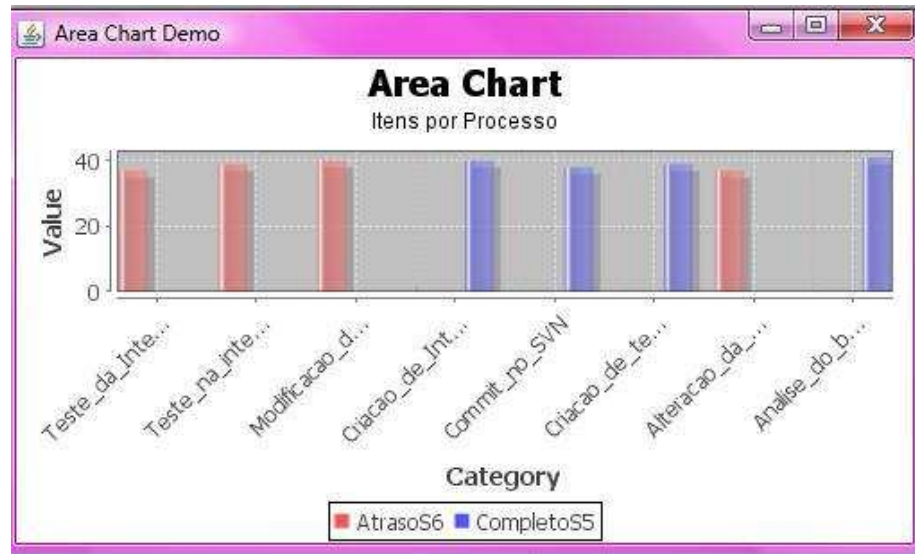 Area Chart Demo
Area Chart
Itens por Processo
Value
40
20
0
Teste_da_Inte...
Teste_na_inte...
Modificacao_d...
Criacao_de_Int...
Commit_no_SVN
Criacao_de_te...
Alteracao_da_...
Analise_do_b...
Category
AtrasoS6 CompletoS5